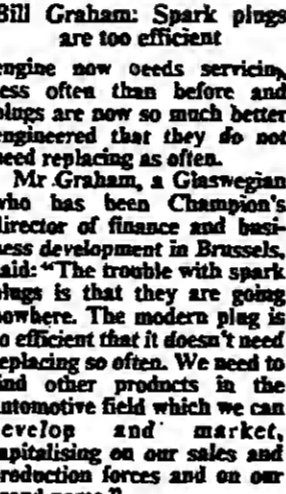 Bill Graham: Spark plugs
are too efficient
engine now needs servicing
less often than before and
plugs are now so much better
engineered that they do not
need replacing as often.
Mr Graham, a Glaswegian
who has been Champion's
director of finance and busi-
ness development in Brussels,
said: "The trouble with spark
plugs is that they are going
nowhere. The modern plug is
so efficient that it doesn't need
replacing so often. We need to
find other products in the
automotive field which we can
develop and market,
capitalising on our sales and
production forces and on our